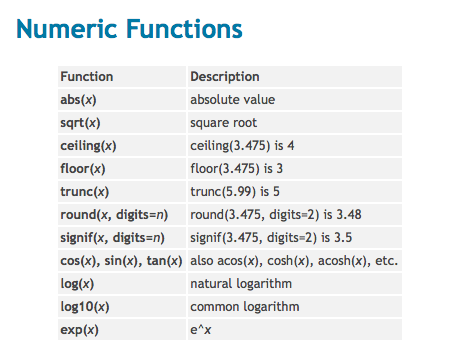 Numeric Functions
Function Description
abs(x) absolute value
sqrt(x) square root
ceiling(x) ceiling(3.475) is 4
floor(x) floor(3.475) is 3
trunc(x) trunc(5.99) is 5
round(x, digits=n) round(3.475, digits=2) is 3.48
signif(x, digits=n) signif(3.475, digits=2) is 3.5
cos(x), sin(x), tan(x) also acos(x), cosh(x), acosh(x), etc.
log(x) natural logarithm
log10(x) common logarithm
exp(x) e^x